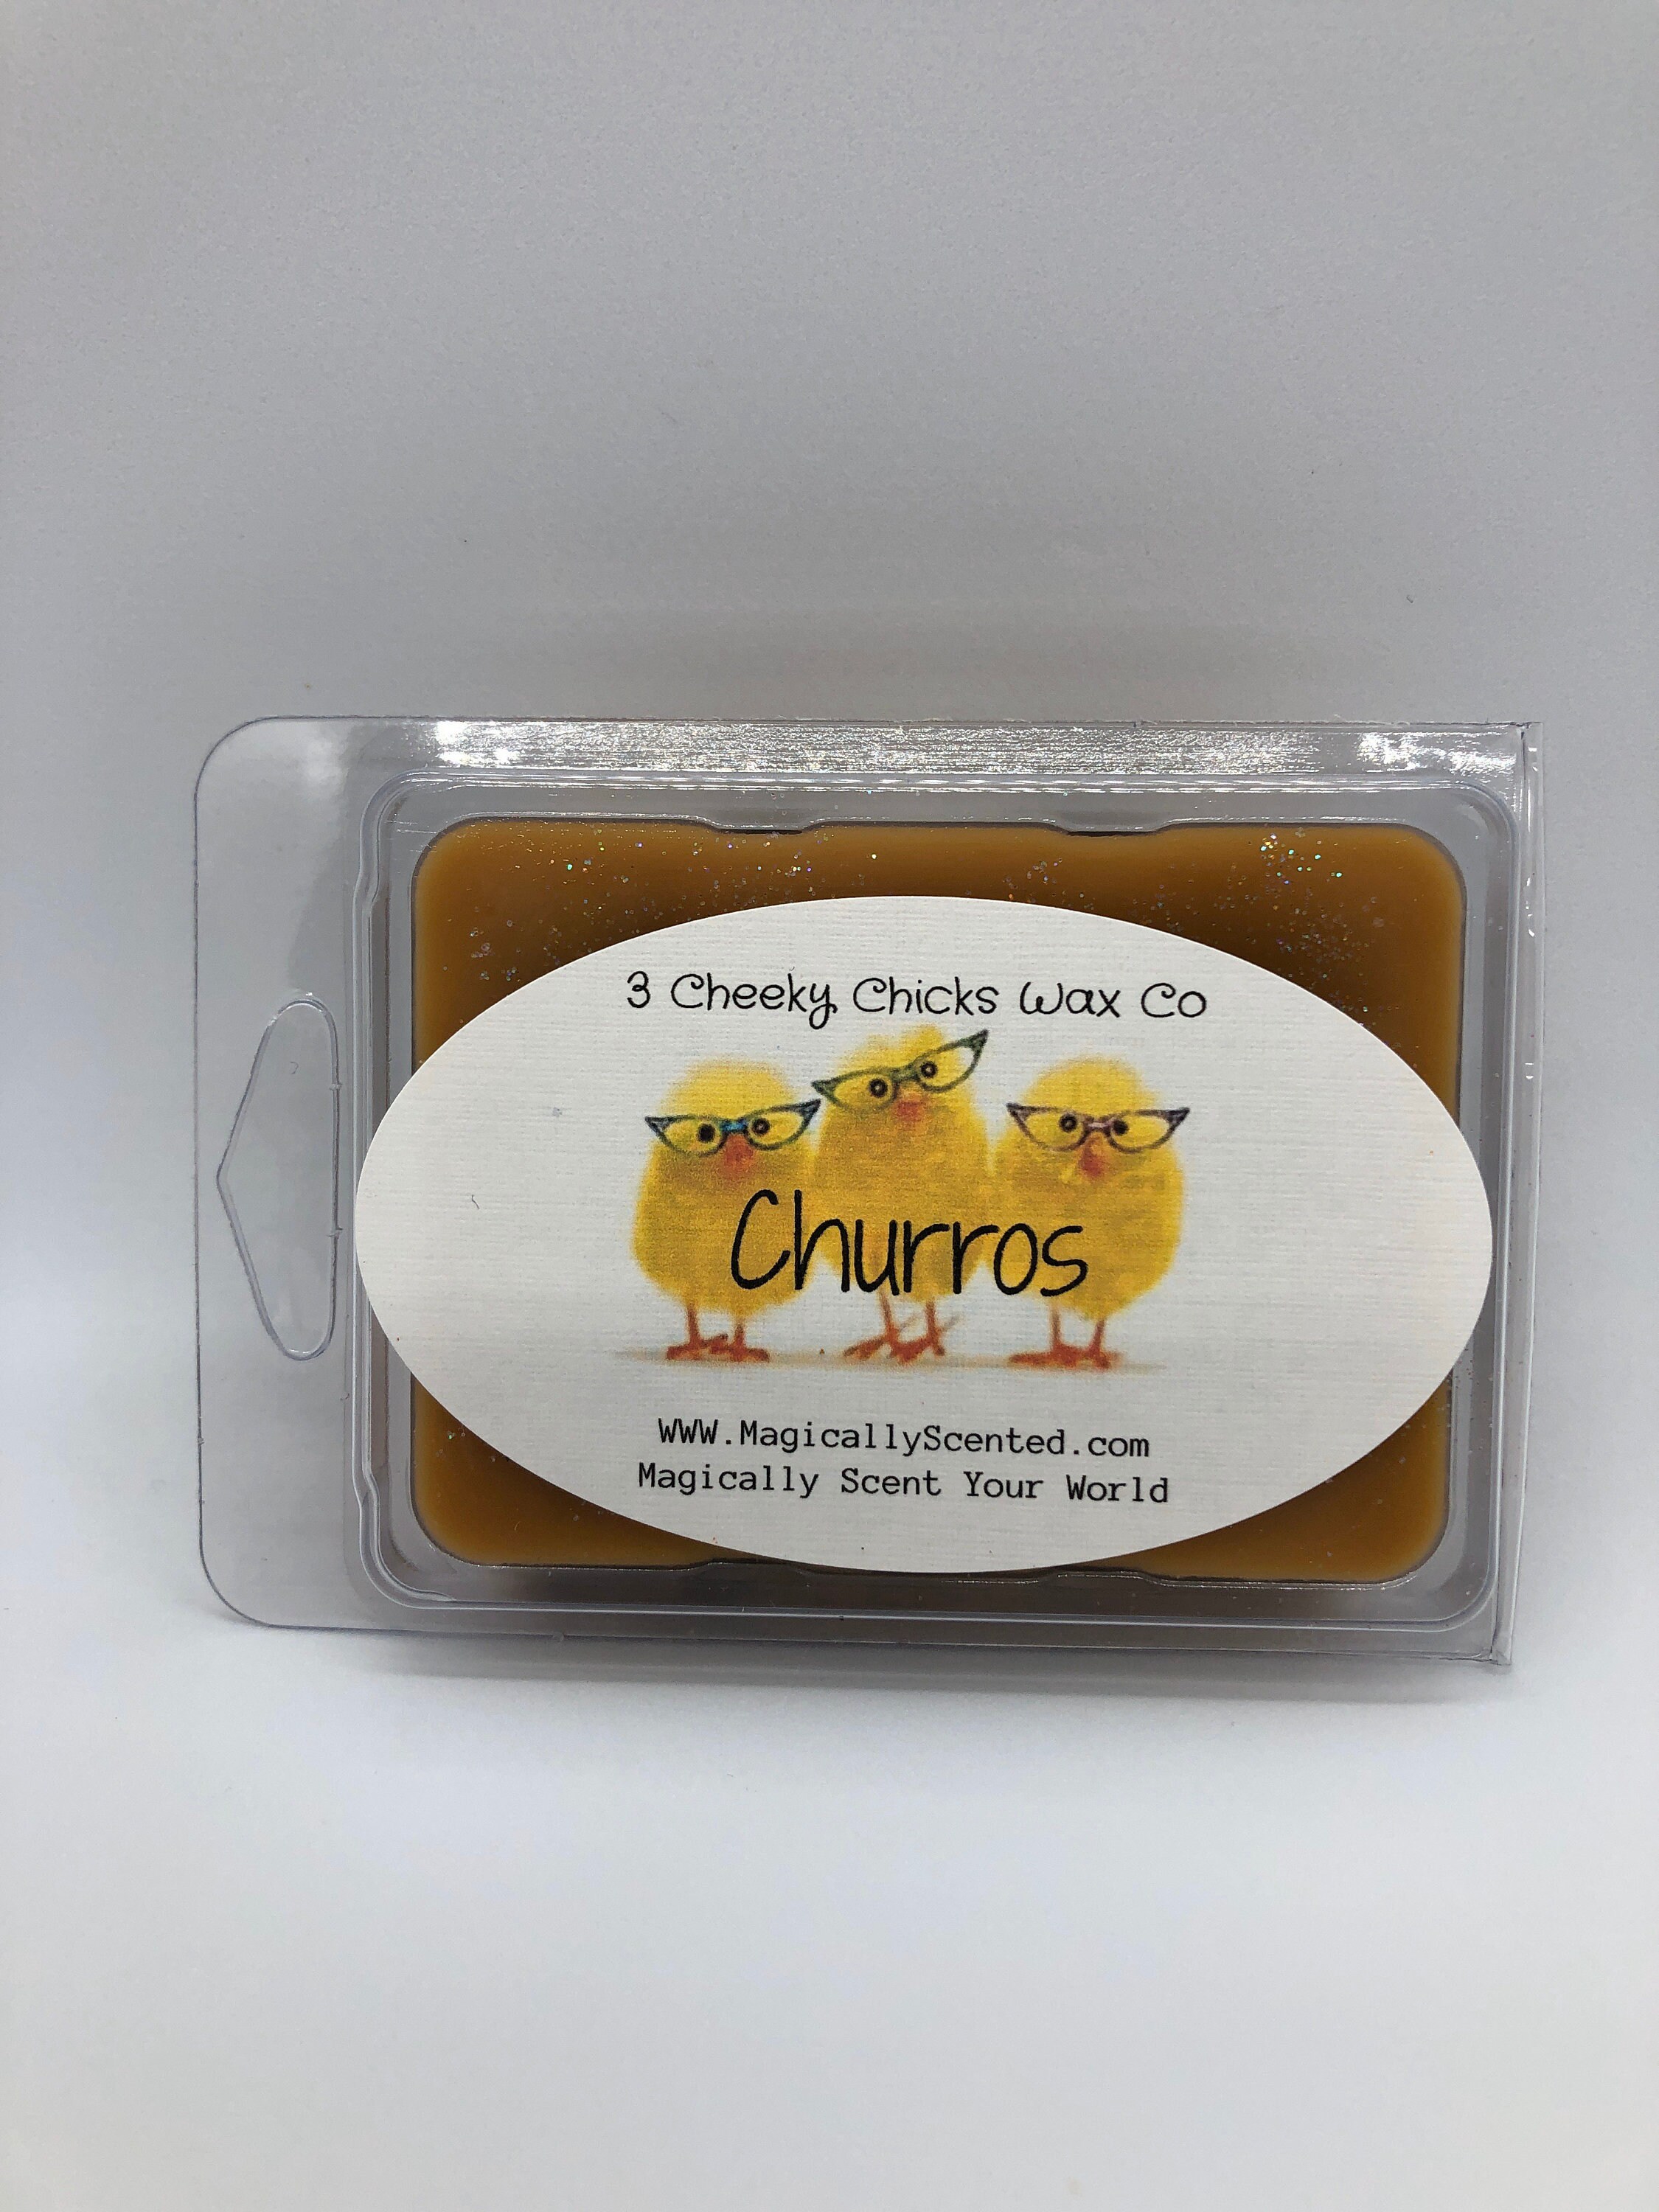 3 Cheeky Chicks Wax Co
Churros
WWW.MagicallyScented.com
Magically Scent Your World